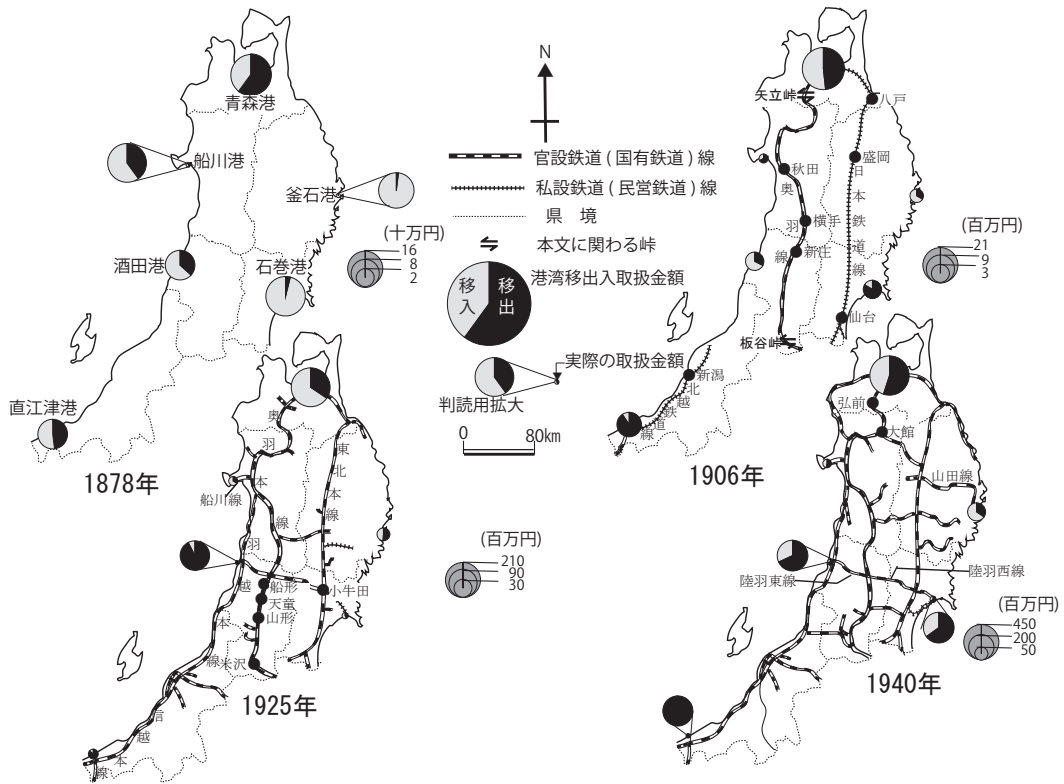 青森港
船川港
釜石港
酒田港
石巻港
直江津港
(十万円)
16
8
2
1878年
N
官設鉄道(国有鉄道)線
私設鉄道(民営鉄道)線
県 境
本文に関わる峠
移入
移出
港湾移出入取扱金額
実際の取扱金額
判読用拡大
0 80km
矢立峠
八戸
秋田
盛岡
奥羽線
日本鉄道線
横手
新庄
仙台
板谷峠
新潟
北越鉄道線
(百万円)
21
9
3
1906年
奥羽本線
東北本線
船川線
羽越本線
船形
天童
山形
小牛田
米沢
信越本線
(百万円)
210
90
30
1925年
弘前
大館
山田線
陸羽東線
陸羽西線
(百万円)
450
200
50
1940年